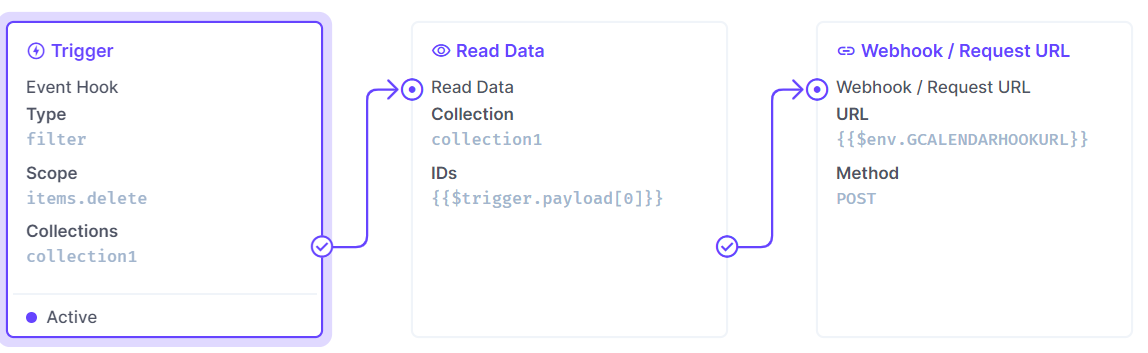 Trigger
Event Hook
Type
filter
Scope
items.delete
Collections
collection1
Active
Read Data
Read Data
Collection
collection1
IDs
{{$trigger.payload[0]}}
Webhook / Request URL
Webhook / Request URL
URL
{{$env.GCALENDARHOOKURL}}
Method
POST